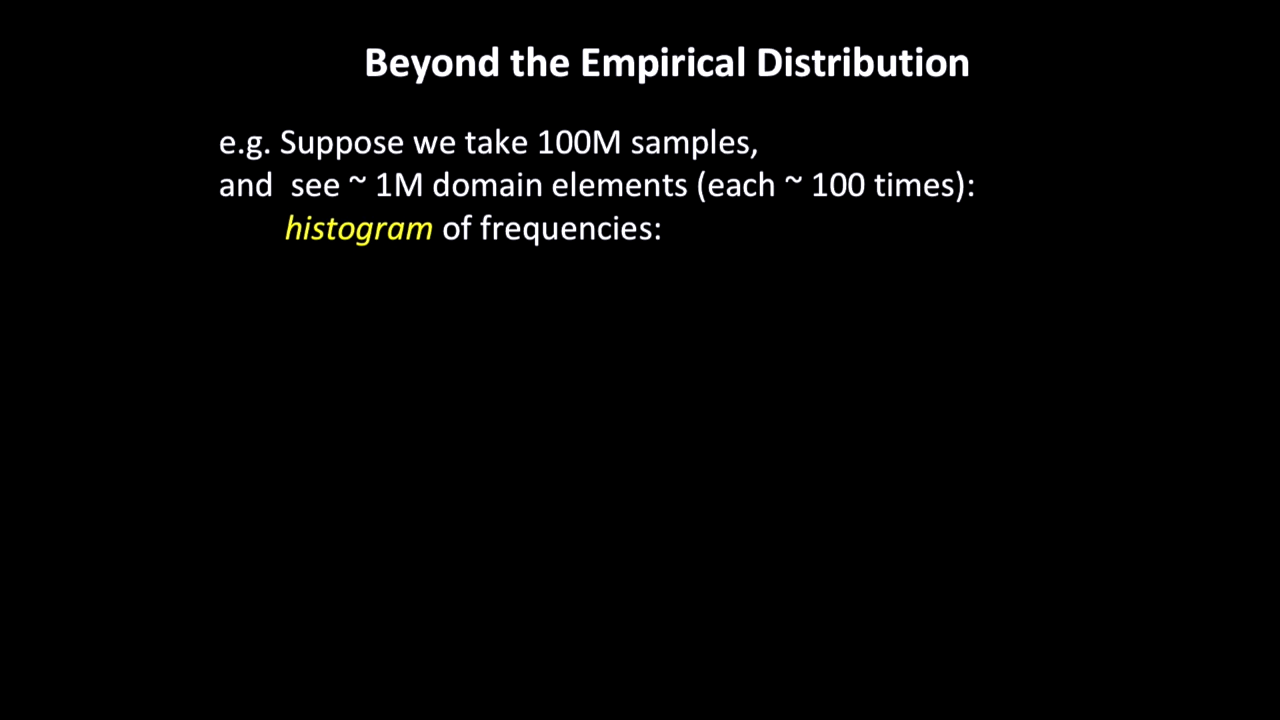 Beyond the Empirical Distribution
e.g. Suppose we take 100M samples,
and see ~ 1M domain elements (each ~ 100 times):
histogram of frequencies: